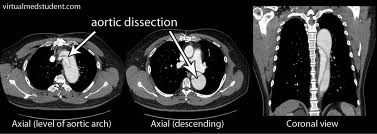 virtualmedstudent.com
aortic dissection
Axial (level of aortic arch)
Axial (descending)
Coronal view